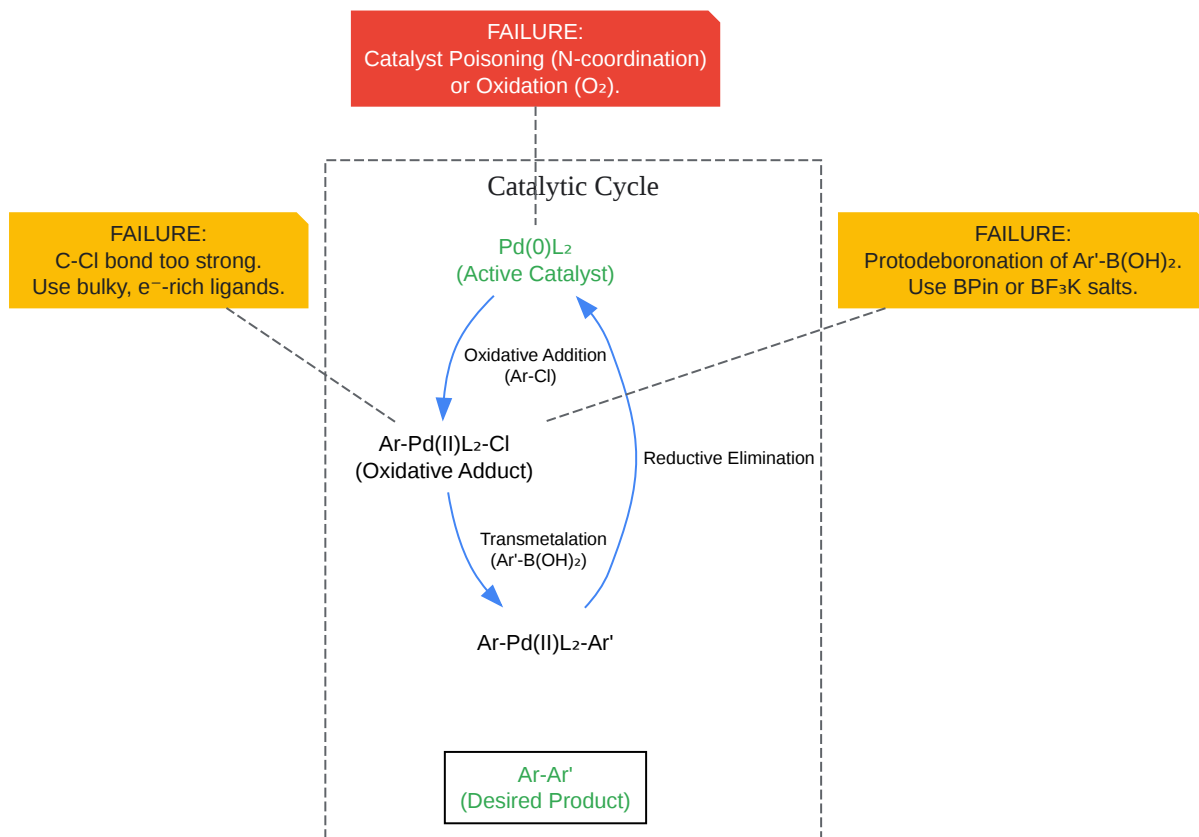 FAILURE:
Catalyst Poisoning (N-coordination)
or Oxidation (O₂).
Catalytic Cycle
FAILURE:
C-Cl bond too strong.
Use bulky, e⁻-rich ligands.
Pd(0)L₂
(Active Catalyst)
FAILURE:
Protodeboronation of Ar'-B(OH)₂.
Use BPin or BF₃K salts.
Oxidative Addition
(Ar-Cl)
Ar-Pd(II)L₂-Cl
(Oxidative Adduct)
Reductive Elimination
Transmetalation
(Ar'-B(OH)₂)
Ar-Pd(II)L₂-Ar'
Ar-Ar'
(Desired Product)